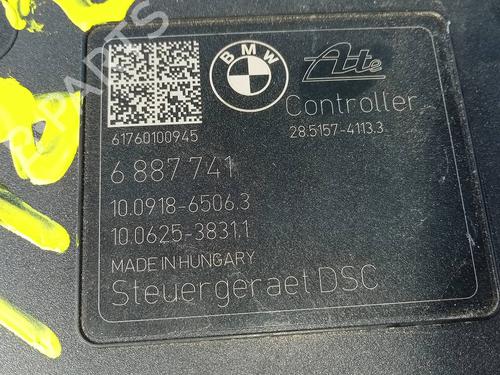 BMW
Ate
Controller
61760100945
28.5157-4113.3
6 887 741
10.0918-6506.3
10.0625-3831.1
MADE IN HUNGARY
Steuergeraet DSC